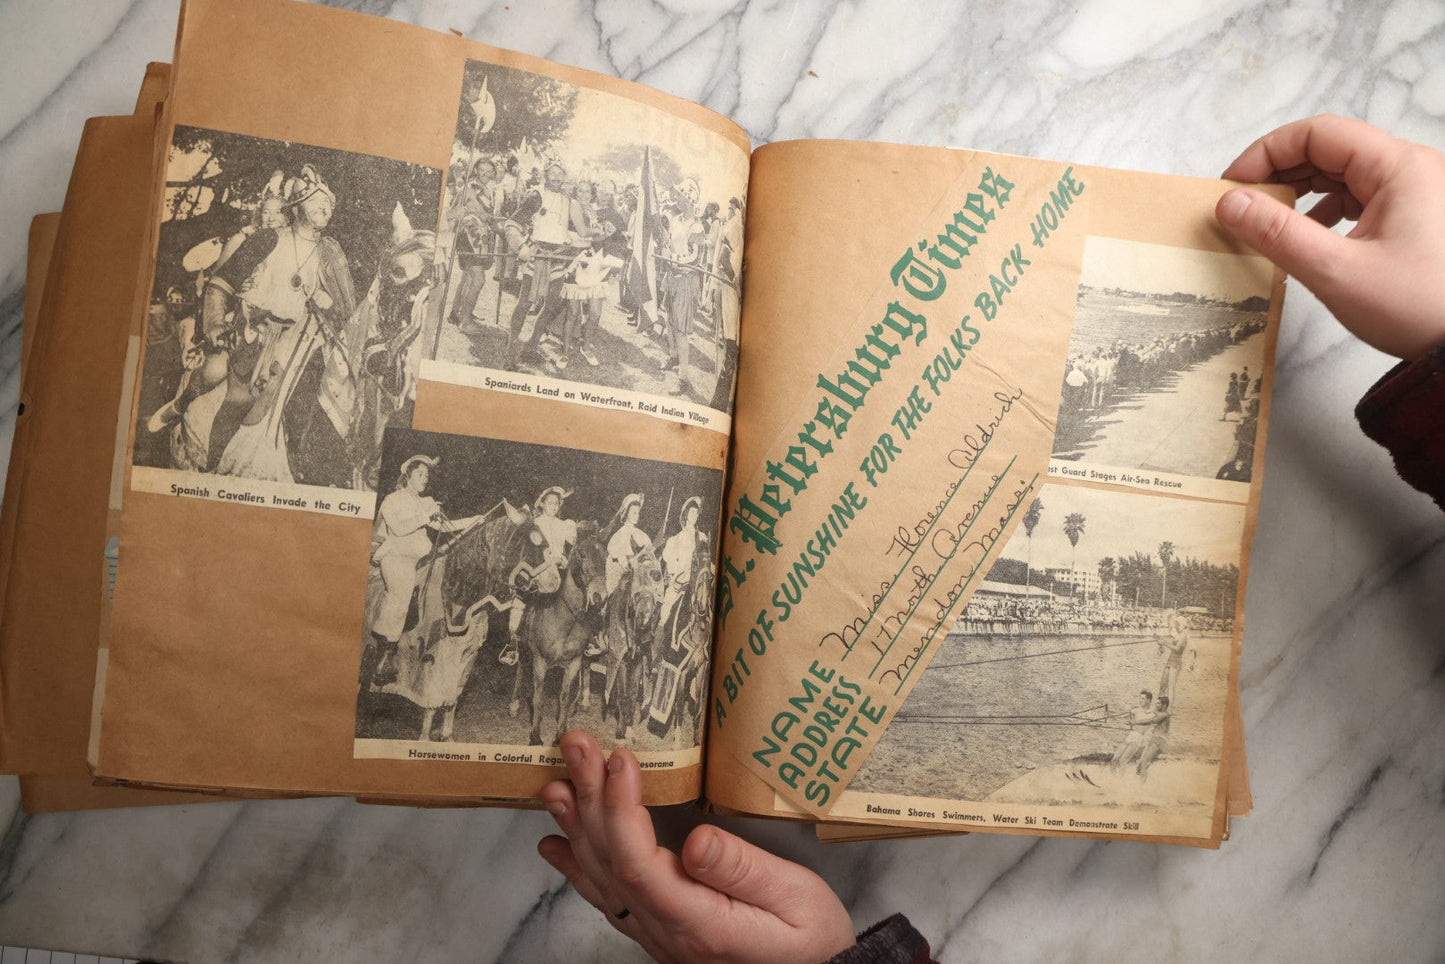 Spaniards Land on Waterfront, Raid Indian Village
Spanish Cavaliers Invade the City
Horsewomen in Colorful Rega
esorama
St. Petersburg Times
A BIT OF SUNSHINE FOR THE FOLKS BACK HOME
NAME Miss Florence Aldrich
ADDRESS 17 North Avenue
STATE Mendon, Mass.
st Guard Stages Air-Sea Rescue
Bahama Shores Swimmers, Water Ski Team Demonstrate Skill